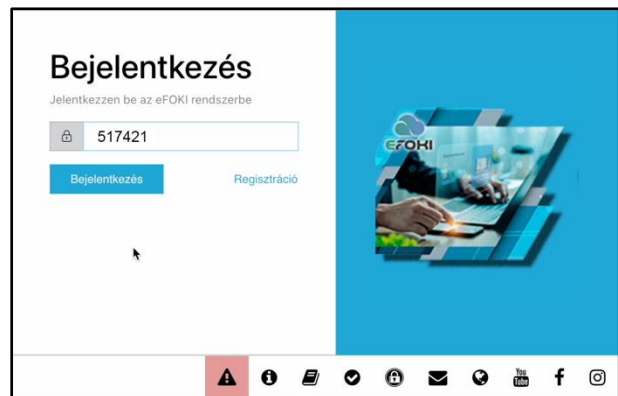 Bejelentkezés
Jelentkezzen be az eFOKI rendszerbe
517421
Bejelentkezés
Regisztráció
eFOKI
You
Tube